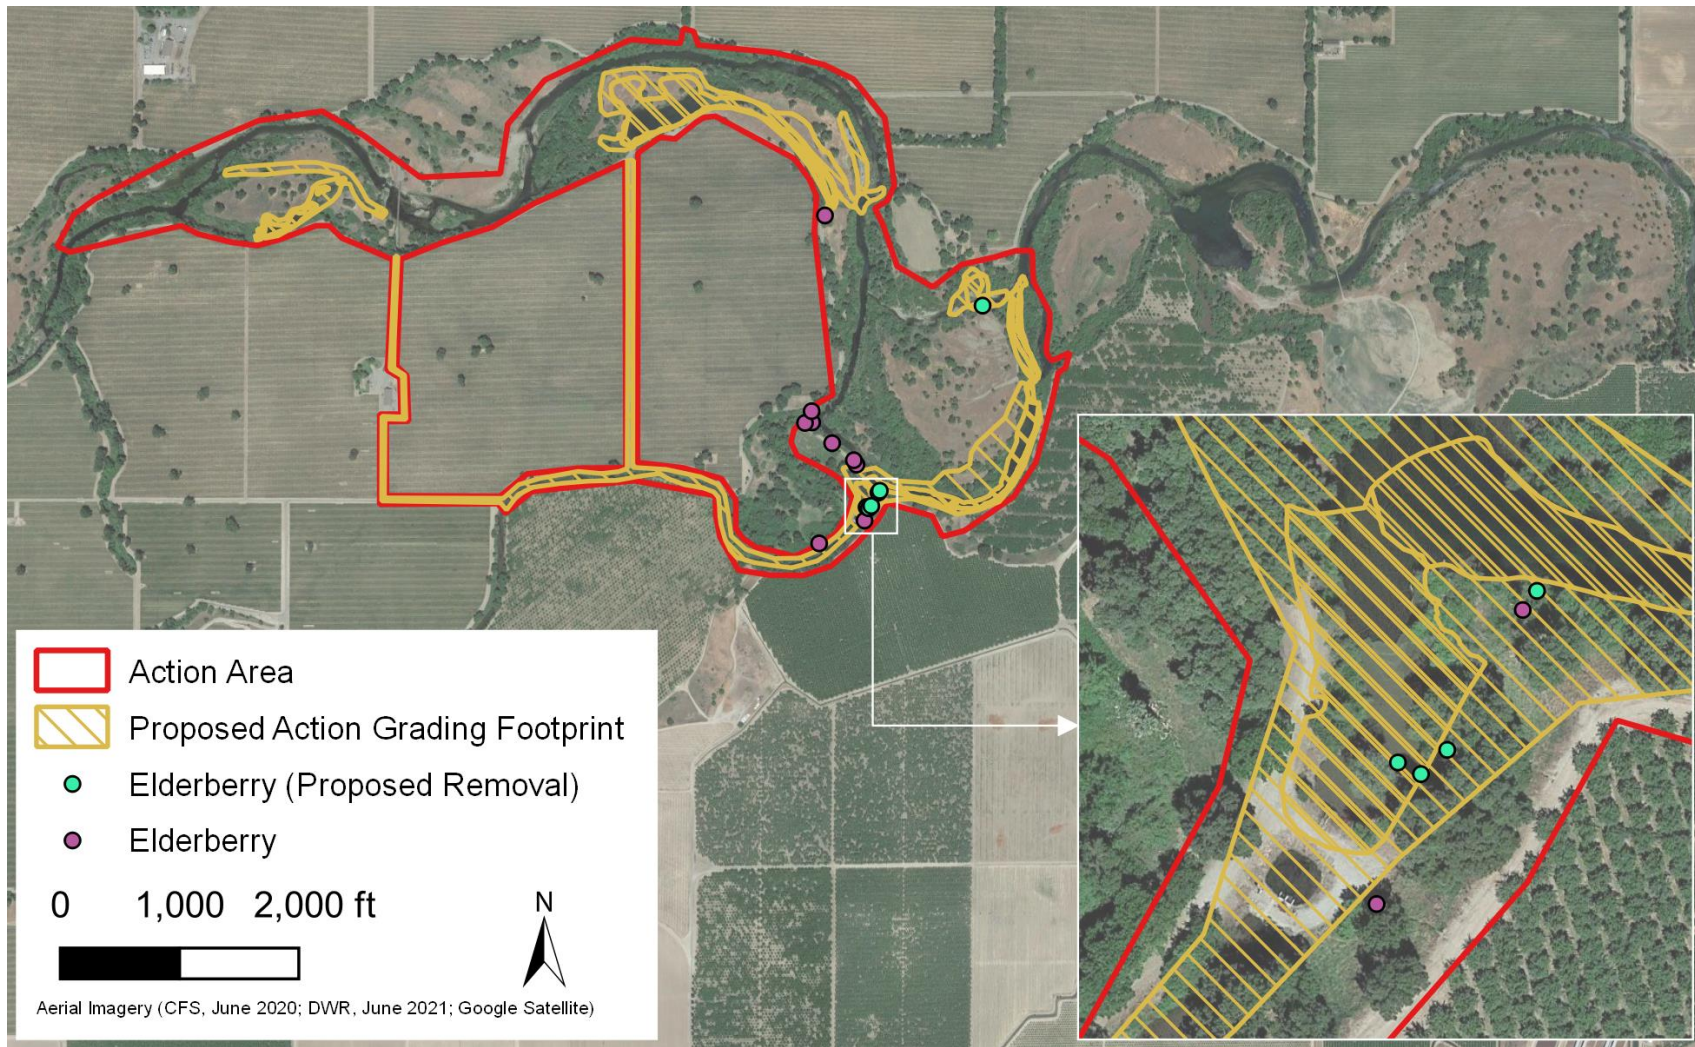 Action Area
Proposed Action Grading Footprint
Elderberry (Proposed Removal)
Elderberry
0 1,000 2,000 ft
N
Aerial Imagery (CFS, June 2020; DWR, June 2021; Google Satellite)